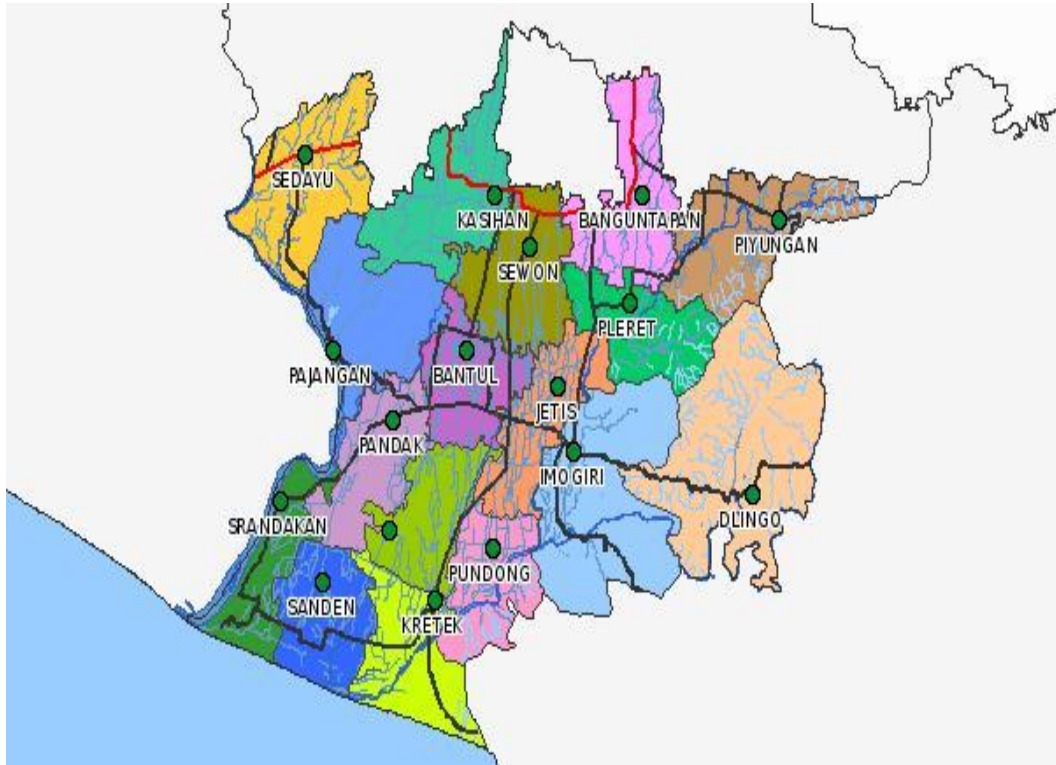 SEDAYU
KASIHAN
BANGUNTAPAN
PIYUNGAN
SEWON
PLERET
PAJANGAN
BANTUL
JETIS
PANDAK
IMOGIRI
DLINGO
SRANDAKAN
PUNDONG
SANDEN
KRETEK